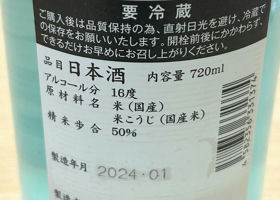 要冷蔵
ご購入後は品質保持の為、直射日光を避け、冷蔵で
の保存をお願い致します。開栓前後にかかわらず、
できるだけお早めにお召し上がりください。
品目 日本酒 内容量 720ml
アルコール分 16度
原材料名 米(国産)
米こうじ(国産米)
精米歩合 50%
製造年月 2024.01